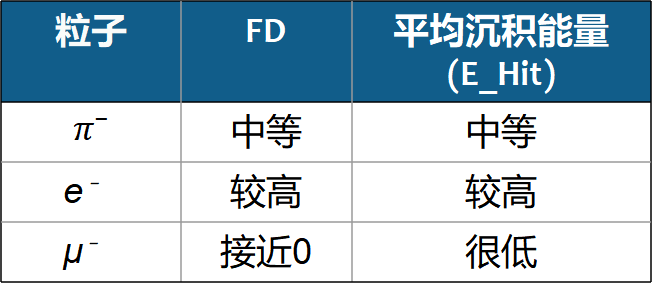 粒子 FD 平均沉积能量
（E_Hit）
π⁻ 中等 中等
e⁻ 较高 较高
μ⁻ 接近0 很低